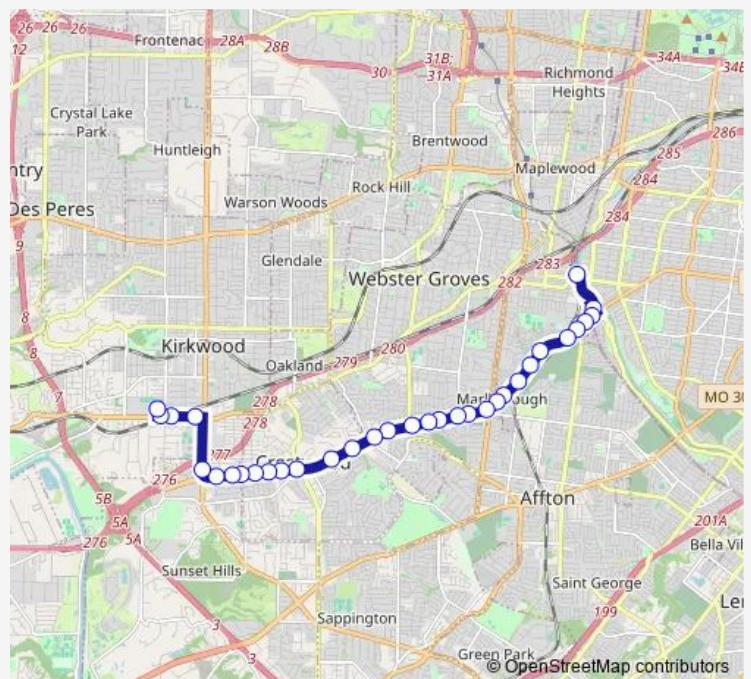 26 26
26
28A
28B
Frontenac
12
31B;
31A
30
34A
Richmond
Heights
Crystal Lake
Park
Huntleigh
Brentwood
286
285
284
Maplewood
ntry
Rock Hill
Warson Woods
Des Peres
284
9
Glendale
283
Webster Groves
282
8
8
Kirkwood
280
279
Oakland
7
278
278
MO 30
277
276
5B
5A
5A
276
Affton
201A
Bella Vil
Sunset Hills
Saint George
199
Sappington
3
3
Green Park
© OpenStreetMap contributors